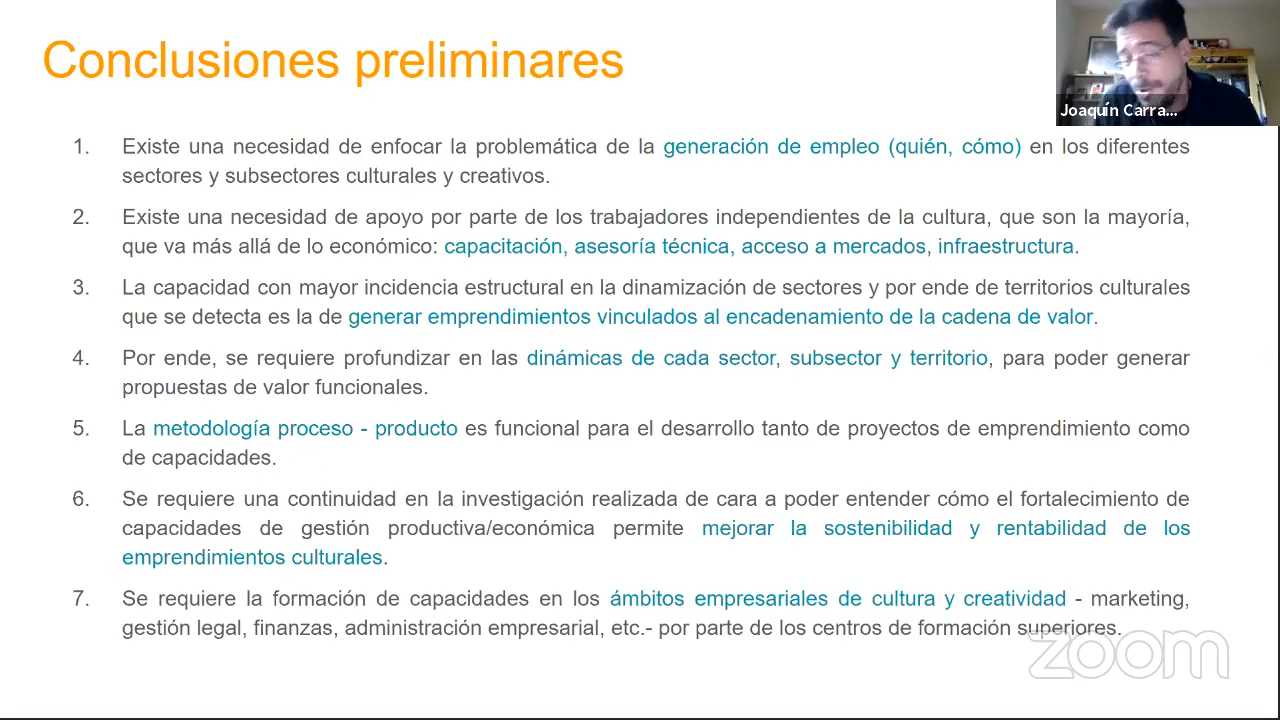 Conclusiones preliminares
Joaquín Carra...
1. Existe una necesidad de enfocar la problemática de la generación de empleo (quién, cómo) en los diferentes
sectores y subsectores culturales y creativos.
2. Existe una necesidad de apoyo por parte de los trabajadores independientes de la cultura, que son la mayoría,
que va más allá de lo económico: capacitación, asesoría técnica, acceso a mercados, infraestructura.
3. La capacidad con mayor incidencia estructural en la dinamización de sectores y por ende de territorios culturales
que se detecta es la de generar emprendimientos vinculados al encadenamiento de la cadena de valor.
4. Por ende, se requiere profundizar en las dinámicas de cada sector, subsector y territorio, para poder generar
propuestas de valor funcionales.
5. La metodología proceso - producto es funcional para el desarrollo tanto de proyectos de emprendimiento como
de capacidades.
6. Se requiere una continuidad en la investigación realizada de cara a poder entender cómo el fortalecimiento de
capacidades de gestión productiva/económica permite mejorar la sostenibilidad y rentabilidad de los
emprendimientos culturales.
7. Se requiere la formación de capacidades en los ámbitos empresariales de cultura y creatividad - marketing,
gestión legal, finanzas, administración empresarial, etc.- por parte de los centros de formación superiores.
zoom